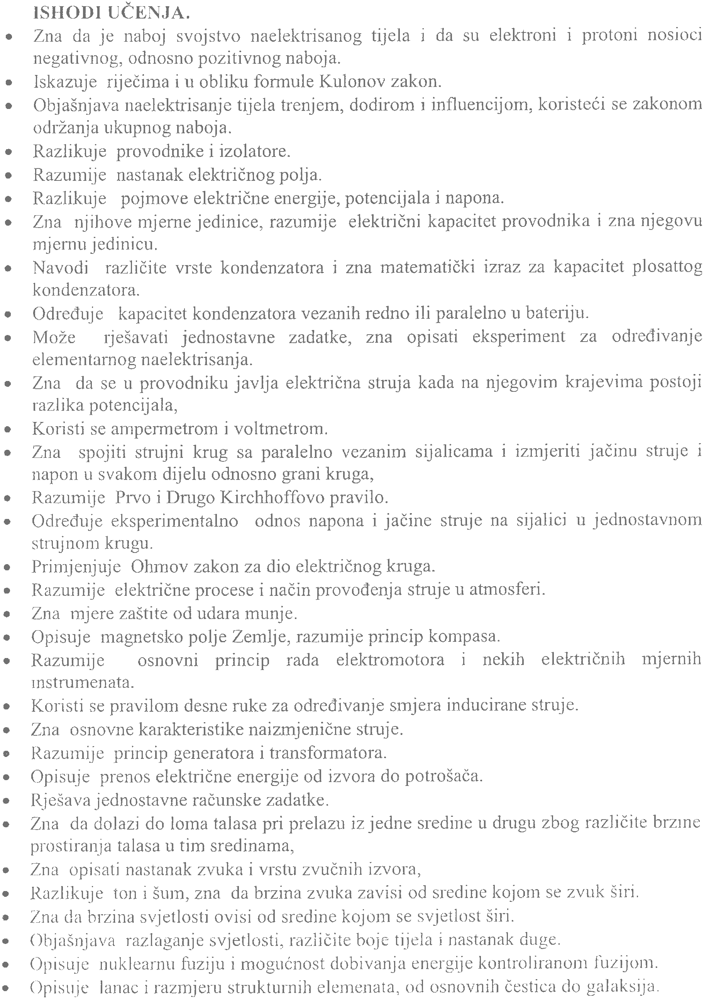 ISHODI UČENJA.
• Zna da je naboj svojstvo naelektrisanog tijela i da su elektroni i protoni nosioci
negativnog, odnosno pozitivnog naboja.
• Iskazuje riječima i u obliku formule Kulonov zakon.
• Objašnjava naelektrisanje tijela trenjem, dodirom i influencijom, koristeći se zakonom
održanja ukupnog naboja.
• Razlikuje provodnike i izolatore.
• Razumije nastanak električnog polja.
• Razlikuje pojmove električne energije, potencijala i napona.
• Zna njihove mjerne jedinice, razumije električni kapacitet provodnika i zna njegovu
mjernu jedinicu.
• Navodi različite vrste kondenzatora i zna matematički izraz za kapacitet plosattog
kondenzatora.
• Određuje kapacitet kondenzatora vezanih redno ili paralelno u bateriju.
• Može rješavati jednostavne zadatke, zna opisati eksperiment za određivanje
elementarnog naelektrisanja.
• Zna da se u provodniku javlja električna struja kada na njegovim krajevima postoji
razlika potencijala,
• Koristi se ampermetrom i voltmetrom.
• Zna spojiti strujni krug sa paralelno vezanim sijalicama i izmjeriti jačinu struje i
napon u svakom dijelu odnosno grani kruga,
• Razumije Prvo i Drugo Kirchhoffovo pravilo.
• Određuje eksperimentalno odnos napona i jačine struje na sijalici u jednostavnom
strujnom krugu.
• Primjenjuje Ohmov zakon za dio električnog kruga.
• Razumije električne procese i način provođenja struje u atmosferi.
• Zna mjere zaštite od udara munje.
• Opisuje magnetsko polje Zemlje, razumije princip kompasa.
• Razumije osnovni princip rada elektromotora i nekih električnih mjernih
instrumenata.
• Koristi se pravilom desne ruke za određivanje smjera inducirane struje.
• Zna osnovne karakteristike naizmjenične struje.
• Razumije princip generatora i transformatora.
• Opisuje prenos električne energije od izvora do potrošača.
• Rješava jednostavne računske zadatke.
• Zna da dolazi do loma talasa pri prelazu iz jedne sredine u drugu zbog različite brzine
prostiranja talasa u tim sredinama,
• Zna opisati nastanak zvuka i vrstu zvučnih izvora,
• Razlikuje ton i šum, zna da brzina zvuka zavisi od sredine kojom se zvuk širi.
• Zna da brzina svjetlosti ovisi od sredine kojom se svjetlost širi.
• Objašnjava razlaganje svjetlosti, različite boje tijela i nastanak duge.
• Opisuje nuklearnu fuziju i mogućnost dobivanja energije kontroliranom fuzijom.
• Opisuje lanac i razmjeru strukturnih elemenata, od osnovnih čestica do galaksija.